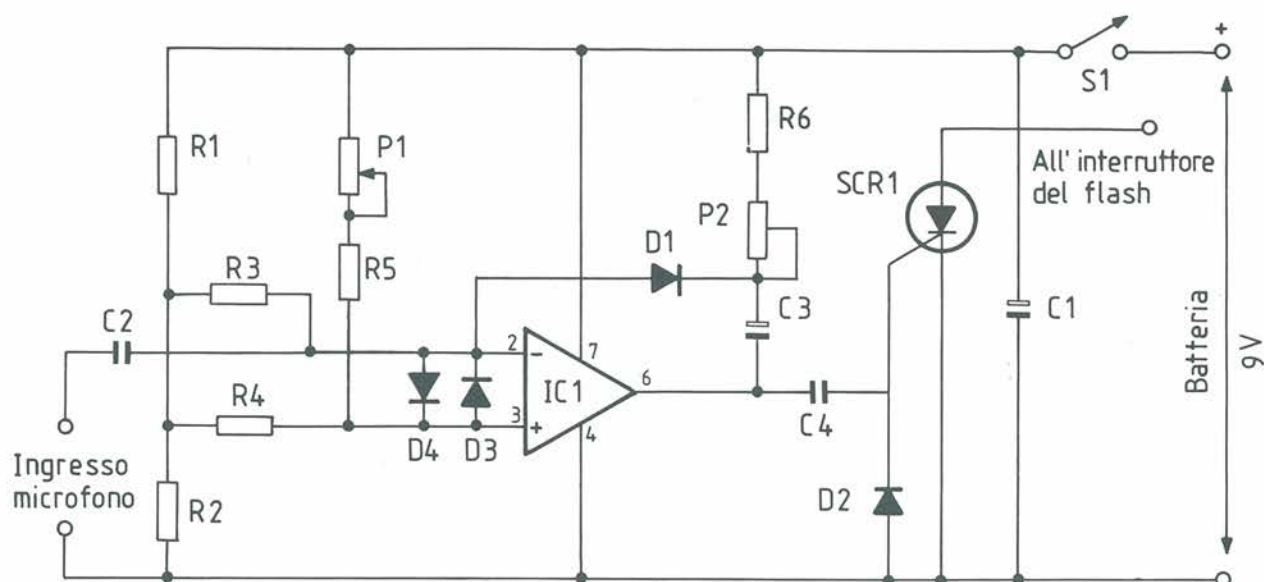 +
S1
R1
P1
R6
SCR1
All' interruttore
del flash
P2
D1
R3
R5
C2
C3
C1
Batteria
9V
2
-
7
IC1
6
R4
3
+
4
C4
D4
D3
Ingresso
microfono
R2
D2